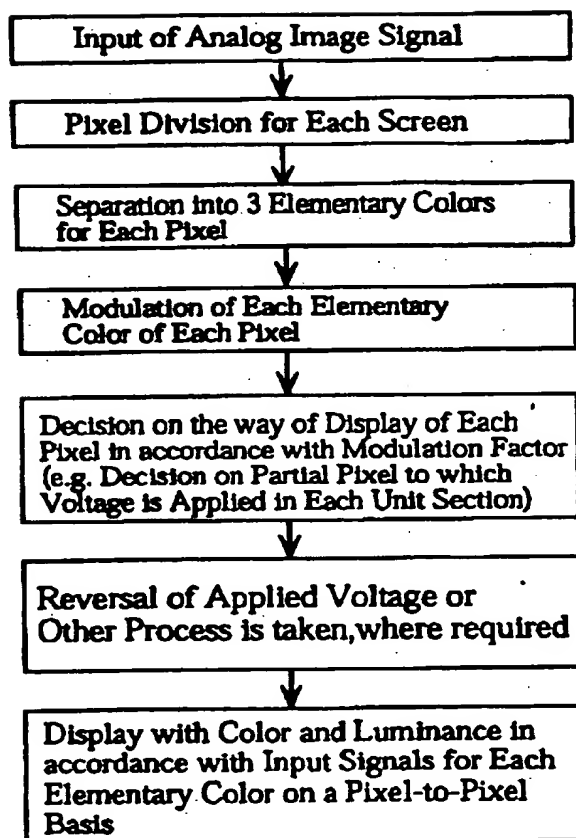 Input of Analog Image Signal
Pixel Division for Each Screen
Separation into 3 Elementary Colors
for Each Pixel
Modulation of Each Elementary
Color of Each Pixel
Decision on the way of Display of Each
Pixel in accordance with Modulation Factor
(e.g. Decision on Partial Pixel to which
Voltage is Applied in Each Unit Section)
Reversal of Applied Voltage or
Other Process is taken,where required
Display with Color and Luminance in
accordance with Input Signals for Each
Elementary Color on a Pixel-to-Pixel
Basis